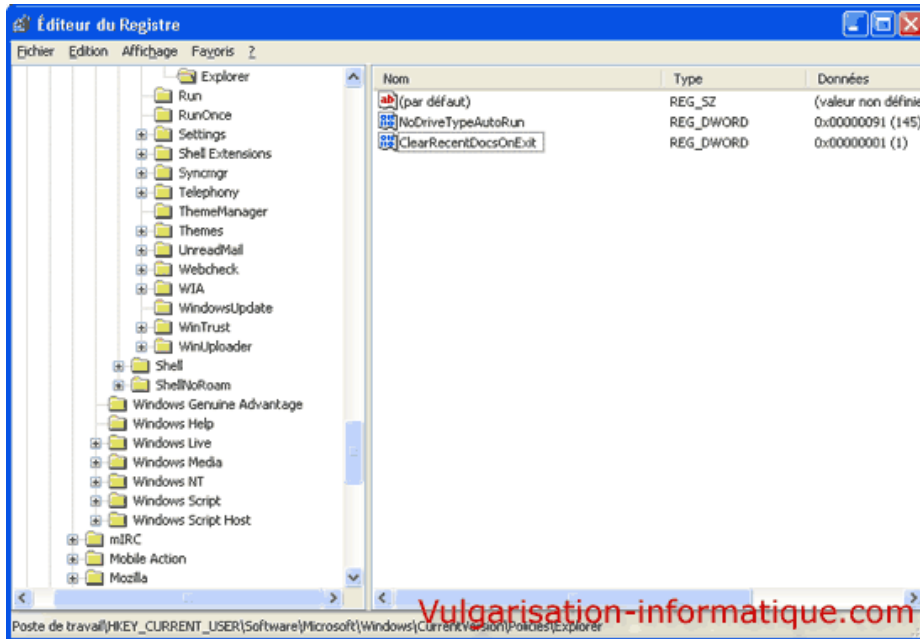 Éditeur du Registre
Fichier Edition Affichage Favoris ?
Explorer
Run
RunOnce
Settings
Shell Extensions
Syncmgr
Telephony
ThemeManager
Themes
UnreadMail
Webcheck
WIA
WindowsUpdate
WinTrust
WinUploader
Shell
ShellNoRoam
Windows Genuine Advantage
Windows Help
Windows Live
Windows Media
Windows NT
Windows Script
Windows Script Host
mIRC
Mobile Action
Mozilla
Nom Type Données
(par défaut) REG_SZ (valeur non définie
NoDriveTypeAutoRun REG_DWORD 0x00000091 (145)
ClearRecentDocsOnExit REG_DWORD 0x00000001 (1)
Vulgarisation-informatique.com
Poste de travail\HKEY_CURRENT_USER\Software\Microsoft\Windows\CurrentVersion\Policies\Explorer